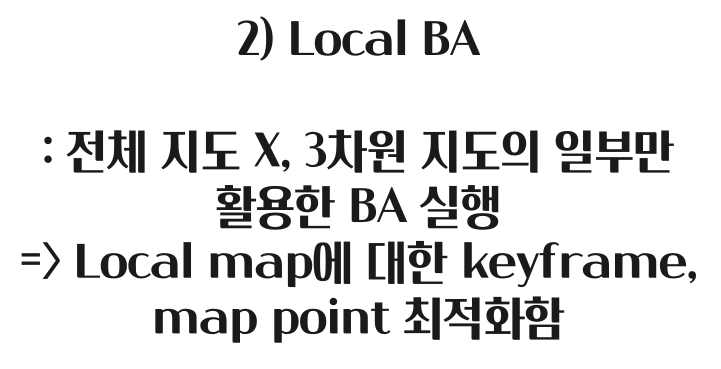 2) Local BA
: 전체 지도 X, 3차원 지도의 일부만
활용한 BA 실행
=> Local map에 대한 keyframe,
map point 최적화함